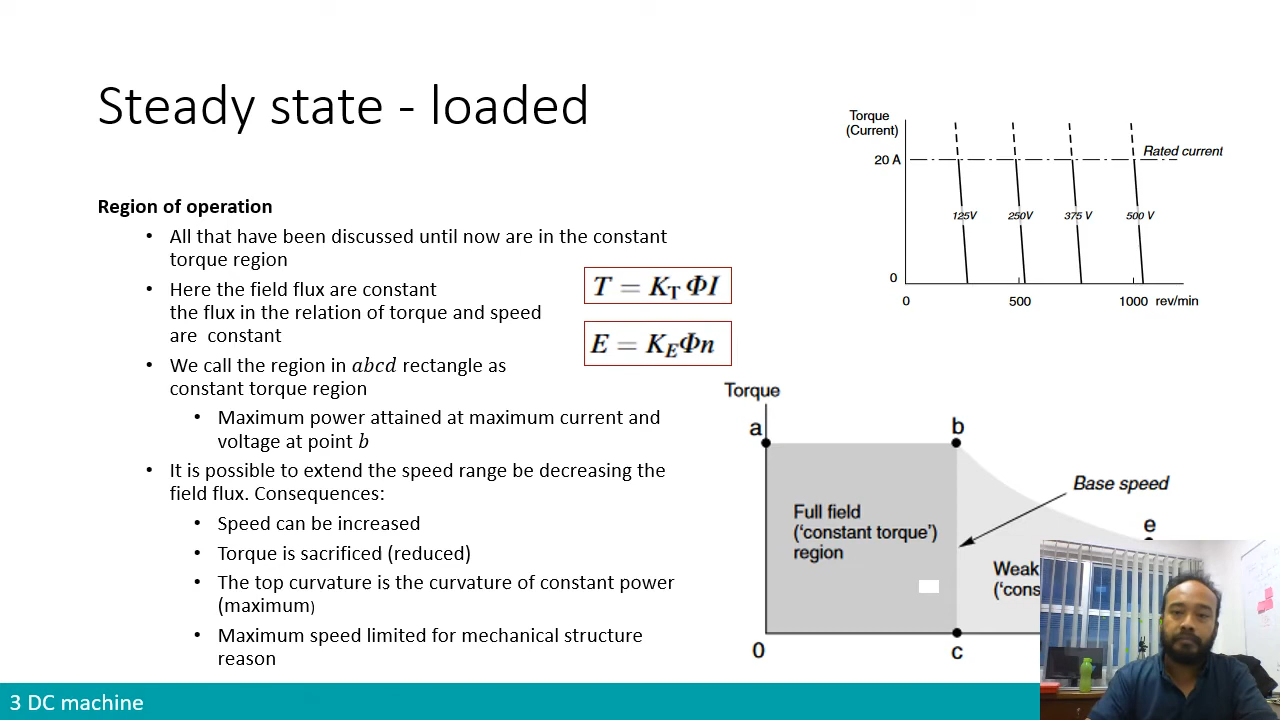 Steady state - loaded
Region of operation
• All that have been discussed until now are in the constant
torque region
• Here the field flux are constant
the flux in the relation of torque and speed
are constant
• We call the region in abcd rectangle as
constant torque region
• Maximum power attained at maximum current and
voltage at point b
• It is possible to extend the speed range be decreasing the
field flux. Consequences:
• Speed can be increased
• Torque is sacrificed (reduced)
• The top curvature is the curvature of constant power
(maximum)
• Maximum speed limited for mechanical structure
reason
T = K_T ΦI
E = K_E Φn
Torque
(Current)
20 A
Rated current
125V 250V 375 V 500 V
0
0 500 1000 rev/min
Torque
a b
Base speed
e
Full field
('constant torque')
region
Weak
('cons
0 c
3 DC machine